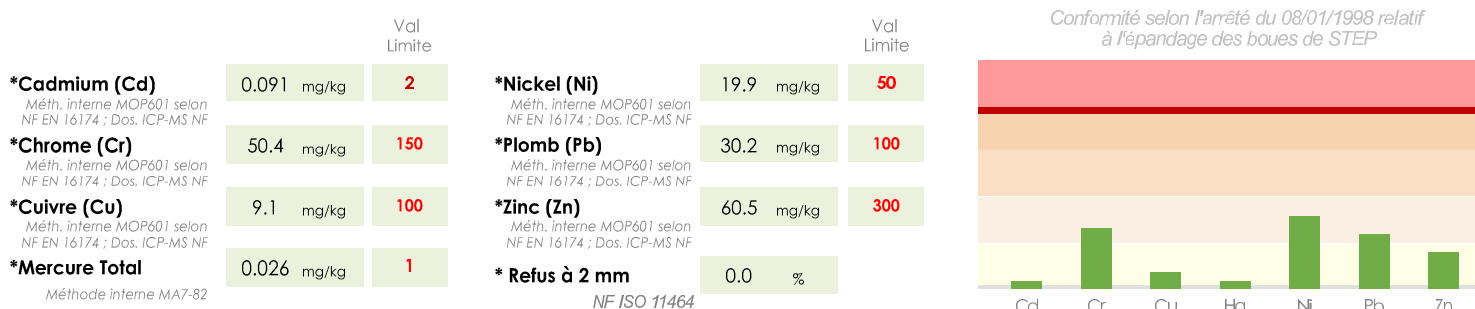 Val
Limite
*Cadmium (Cd) 0.091 mg/kg 2
Méth. interne MOP601 selon
NF EN 16174 ; Dos. ICP-MS NF
*Chrome (Cr) 50.4 mg/kg 150
Méth. interne MOP601 selon
NF EN 16174 ; Dos. ICP-MS NF
*Cuivre (Cu) 9.1 mg/kg 100
Méth. interne MOP601 selon
NF EN 16174 ; Dos. ICP-MS NF
*Mercure Total 0.026 mg/kg 1
Méthode interne MA7-82
Val
Limite
*Nickel (Ni) 19.9 mg/kg 50
Méth. interne MOP601 selon
NF EN 16174 ; Dos. ICP-MS NF
*Plomb (Pb) 30.2 mg/kg 100
Méth. interne MOP601 selon
NF EN 16174 ; Dos. ICP-MS NF
*Zinc (Zn) 60.5 mg/kg 300
Méth. interne MOP601 selon
NF EN 16174 ; Dos. ICP-MS NF
* Refus à 2 mm 0.0 %
NF ISO 11464
Conformité selon l'arrêté du 08/01/1998 relatif
à l'épandage des boues de STEP
Cd Cr Cu Hg Ni Pb Zn